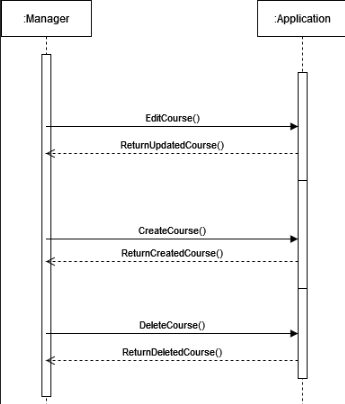 :Manager
:Application
EditCourse()
ReturnUpdatedCourse()
CreateCourse()
ReturnCreatedCourse()
DeleteCourse()
ReturnDeletedCourse()